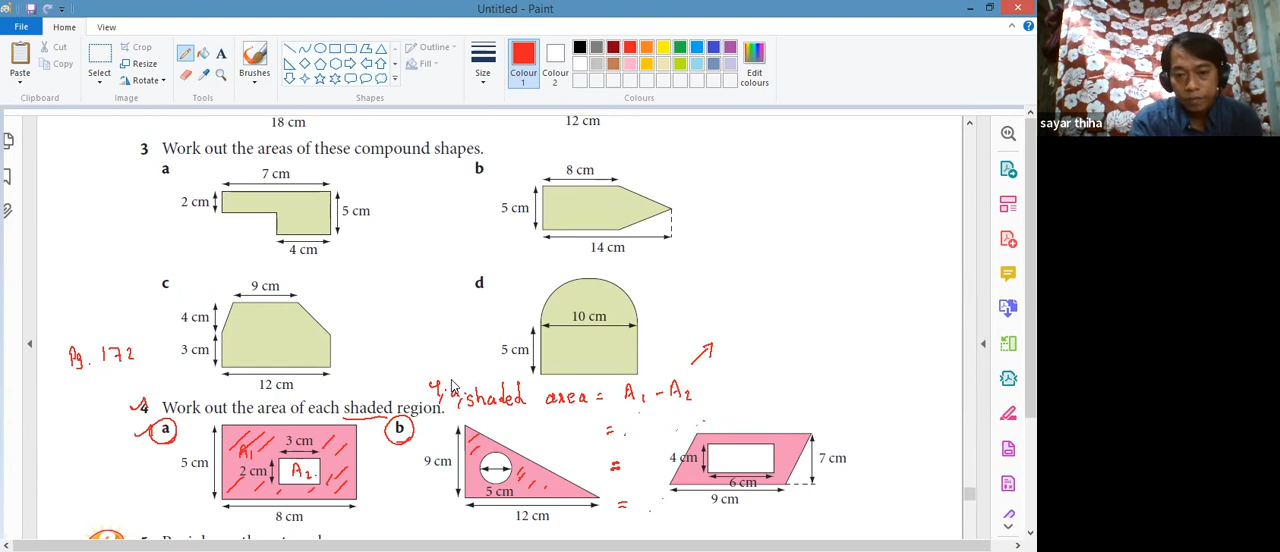 Untitled - Paint
File Home View
Paste
Cut
Copy
Clipboard
Select
Crop
Resize
Rotate
Image
A
Tools
Brushes
Shapes
Outline
Fill
Size
Colour 1
Colour 2
Colours
Edit colours
sayar thiha
18 cm
12 cm
3 Work out the areas of these compound shapes.
a
7 cm
2 cm
5 cm
4 cm
b
8 cm
5 cm
14 cm
c
9 cm
4 cm
3 cm
12 cm
d
10 cm
5 cm
Pg. 172
shaded area = A1 - A2
=
=
=
4 Work out the area of each shaded region.
a
5 cm
A1
3 cm
2 cm
A2
8 cm
b
9 cm
5 cm
12 cm
4 cm
6 cm
7 cm
9 cm